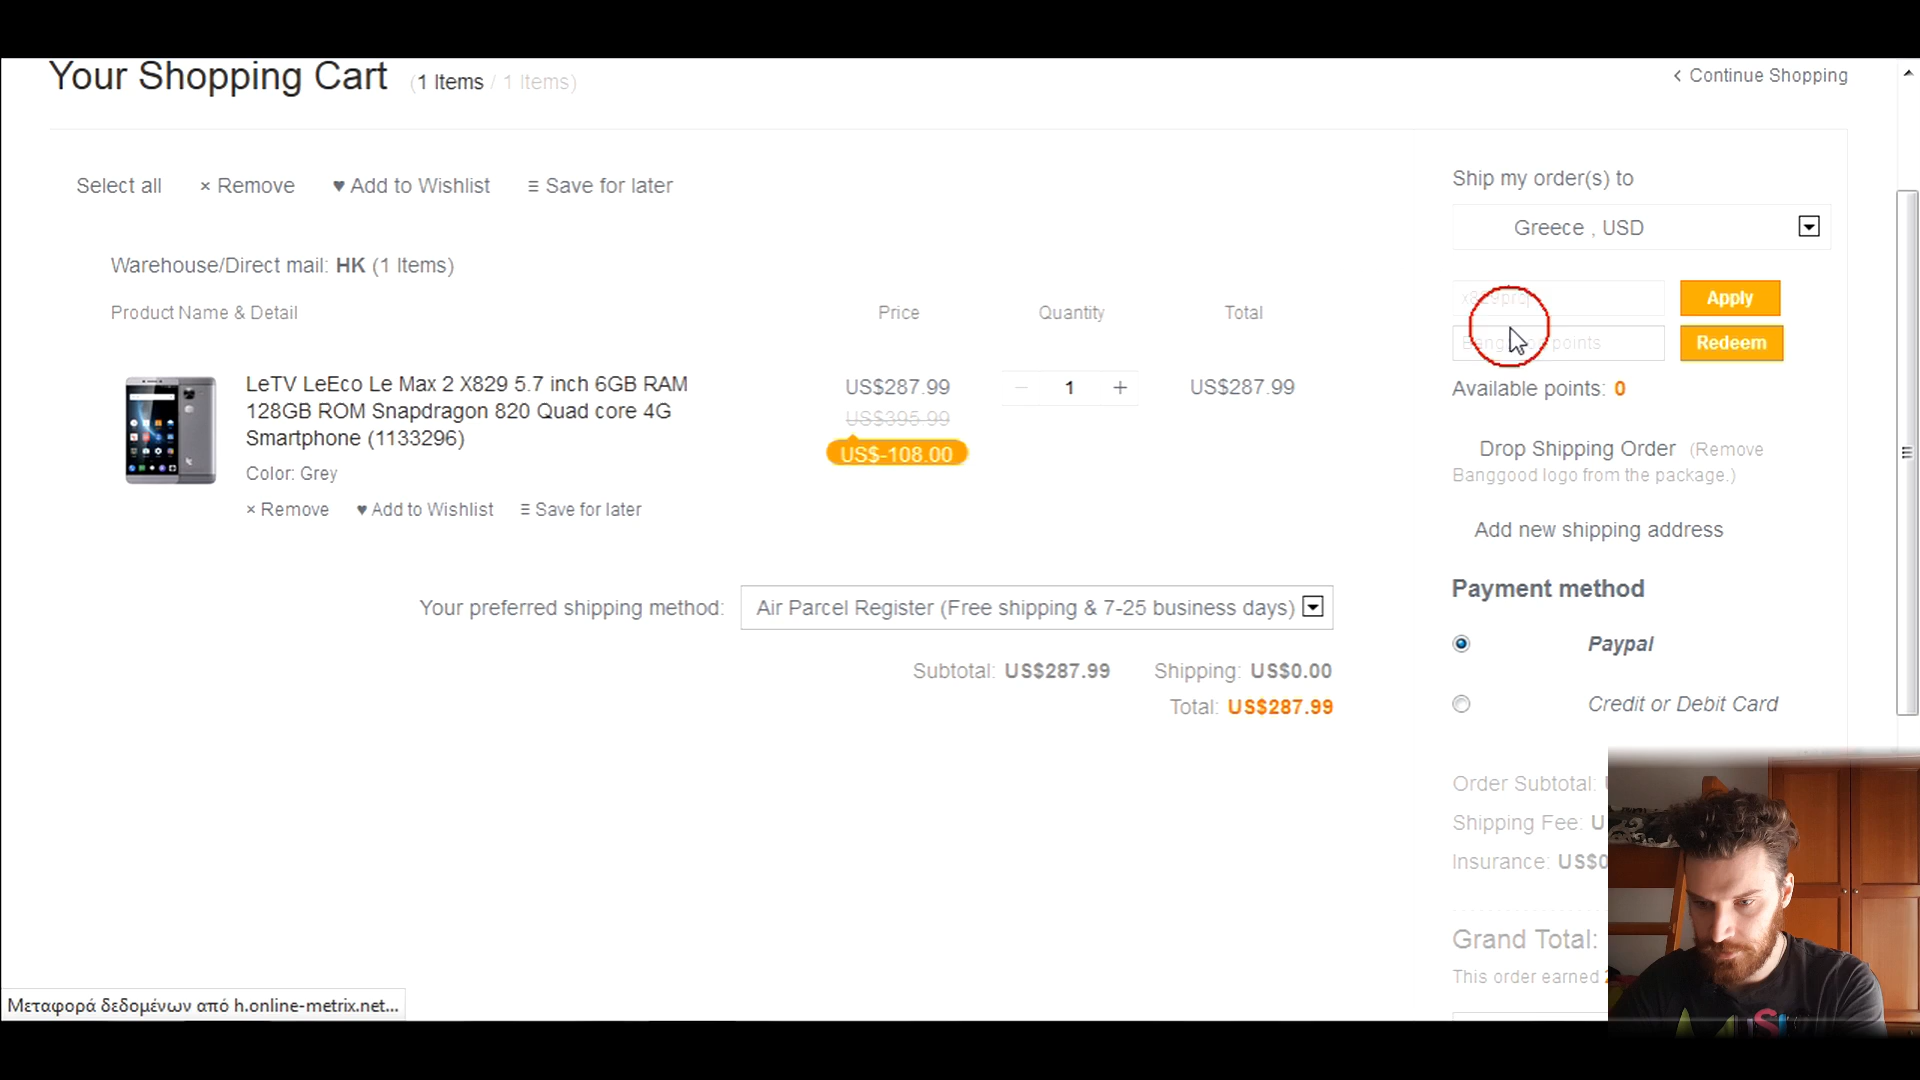 Your Shopping Cart (1 Items / 1 Items)
< Continue Shopping
Select all × Remove ♥ Add to Wishlist ≡ Save for later
Warehouse/Direct mail: HK (1 Items)
Product Name & Detail Price Quantity Total
LeTV LeEco Le Max 2 X829 5.7 inch 6GB RAM
128GB ROM Snapdragon 820 Quad core 4G
Smartphone (1133296)
Color: Grey
× Remove ♥ Add to Wishlist ≡ Save for later
US$287.99
US$395.99
US$-108.00
− 1 +
US$287.99
Your preferred shipping method: Air Parcel Register (Free shipping & 7-25 business days)
Subtotal: US$287.99 Shipping: US$0.00
Total: US$287.99
Ship my order(s) to
Greece , USD
Apply
points Redeem
Available points: 0
Drop Shipping Order (Remove
Banggood logo from the package.)
Add new shipping address
Payment method
Paypal
Credit or Debit Card
Order Subtotal:
Shipping Fee:
Insurance: US$0
Grand Total:
This order earned
Μεταφορά δεδομένων από h.online-metrix.net...